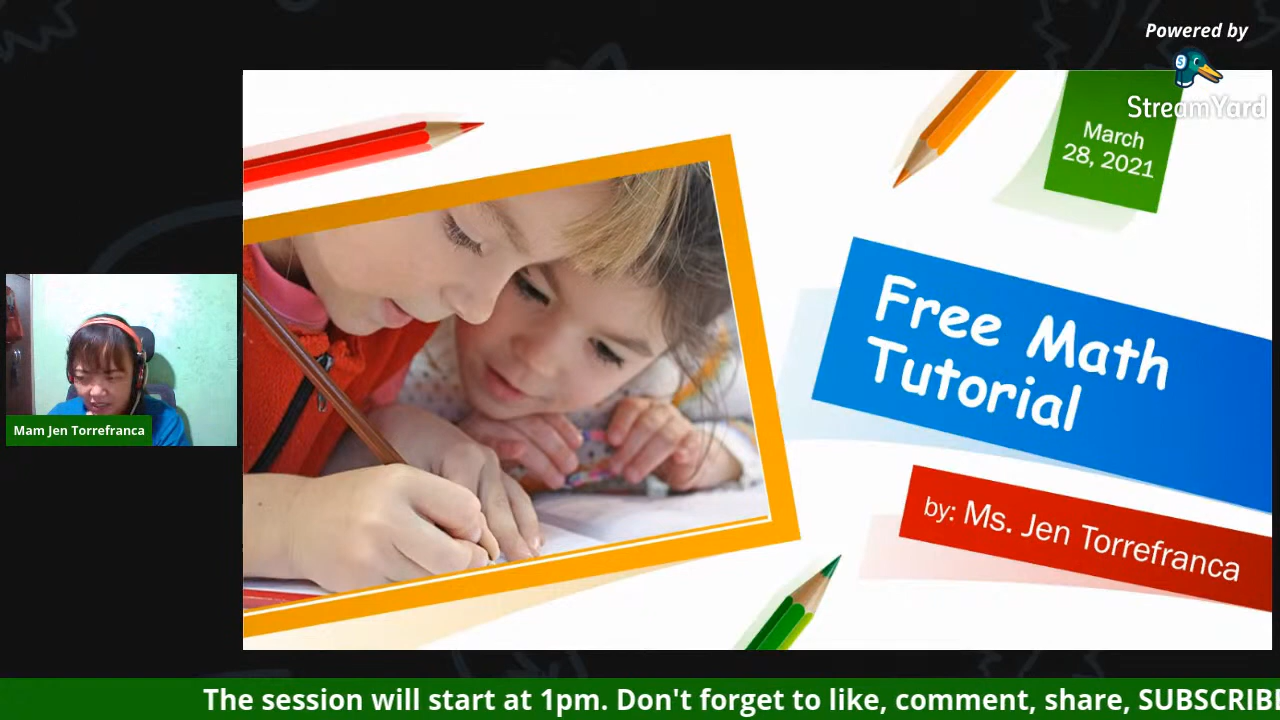 Powered by
StreamYard
March
28, 2021
Free Math
Tutorial
by: Ms. Jen Torrefranca
Mam Jen Torrefranca
The session will start at 1pm. Don't forget to like, comment, share, SUBSCRIBE